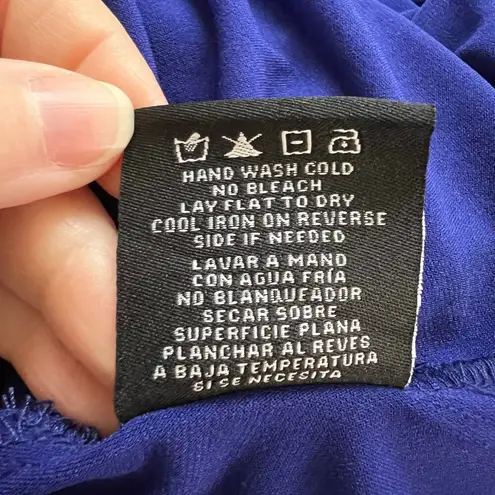 HAND WASH COLD
NO BLEACH
LAY FLAT TO DRY
COOL IRON ON REVERSE
SIDE IF NEEDED
LAVAR A MANO
CON AGUA FRÍA
NO BLANQUEADOR
SECAR SOBRE
SUPERFICIE PLANA
PLANCHAR AL REVES
A BAJA TEMPERATURA
SI SE NECESITA